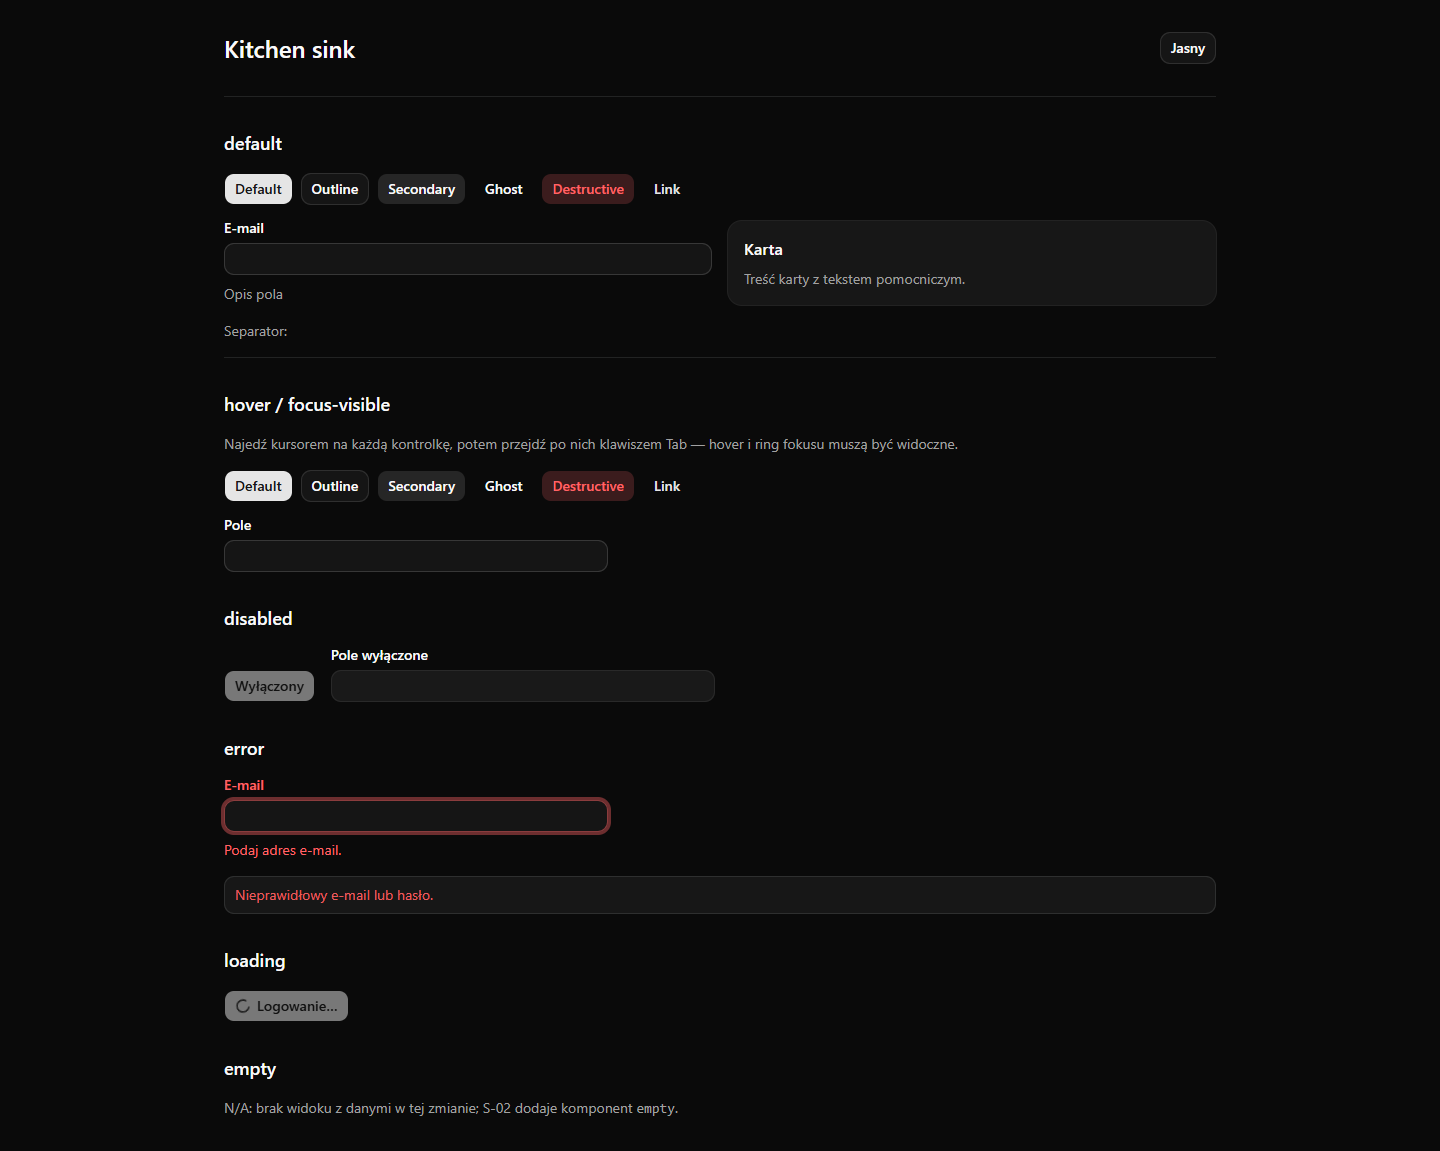 Kitchen sink
Jasny
default
Default Outline Secondary Ghost Destructive Link
E-mail
Opis pola
Karta
Treść karty z tekstem pomocniczym.
Separator:
hover / focus-visible
Najedź kursorem na każdą kontrolkę, potem przejdź po nich klawiszem Tab — hover i ring fokusu muszą być widoczne.
Default Outline Secondary Ghost Destructive Link
Pole
disabled
Wyłączony
Pole wyłączone
error
E-mail
Podaj adres e-mail.
Nieprawidłowy e-mail lub hasło.
loading
Logowanie…
empty
N/A: brak widoku z danymi w tej zmianie; S-02 dodaje komponent empty.